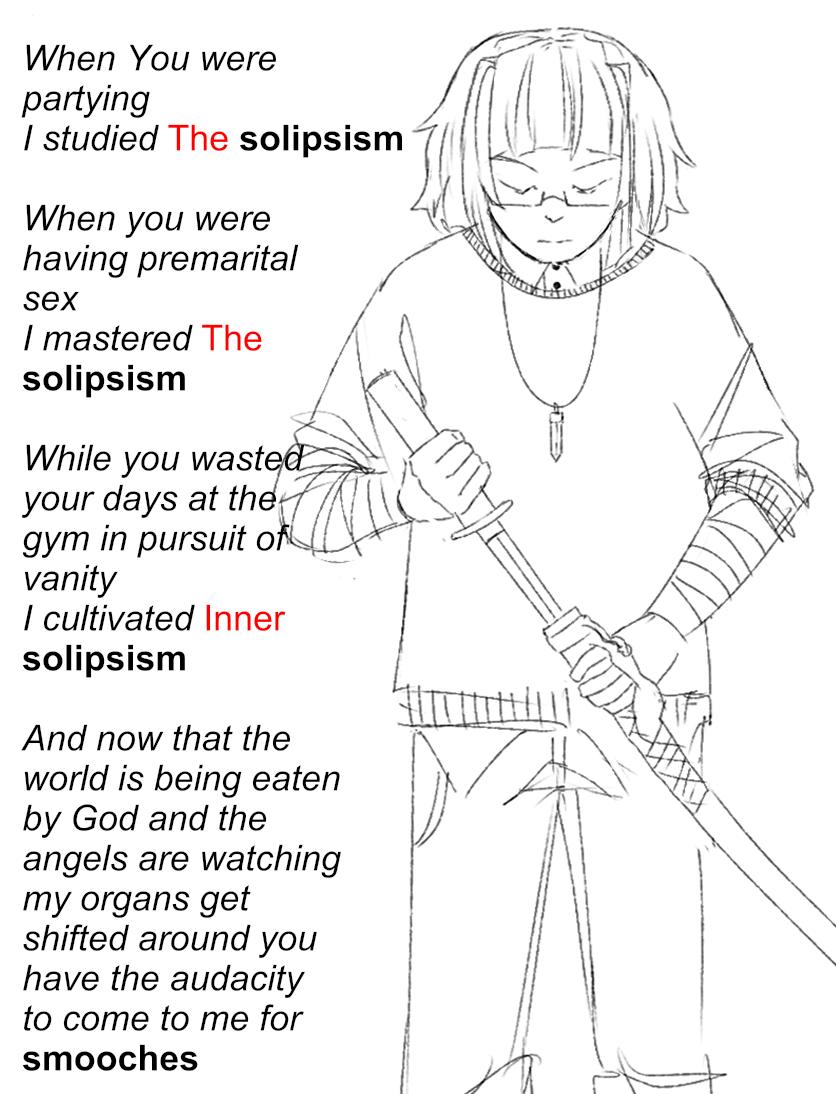 When You were
partying
I studied The solipsism
When you were
having premarital
sex
I mastered The
solipsism
While you wasted
your days at the
gym in pursuit of
vanity
I cultivated Inner
solipsism
And now that the
world is being eaten
by God and the
angels are watching
my organs get
shifted around you
have the audacity
to come to me for
smooches